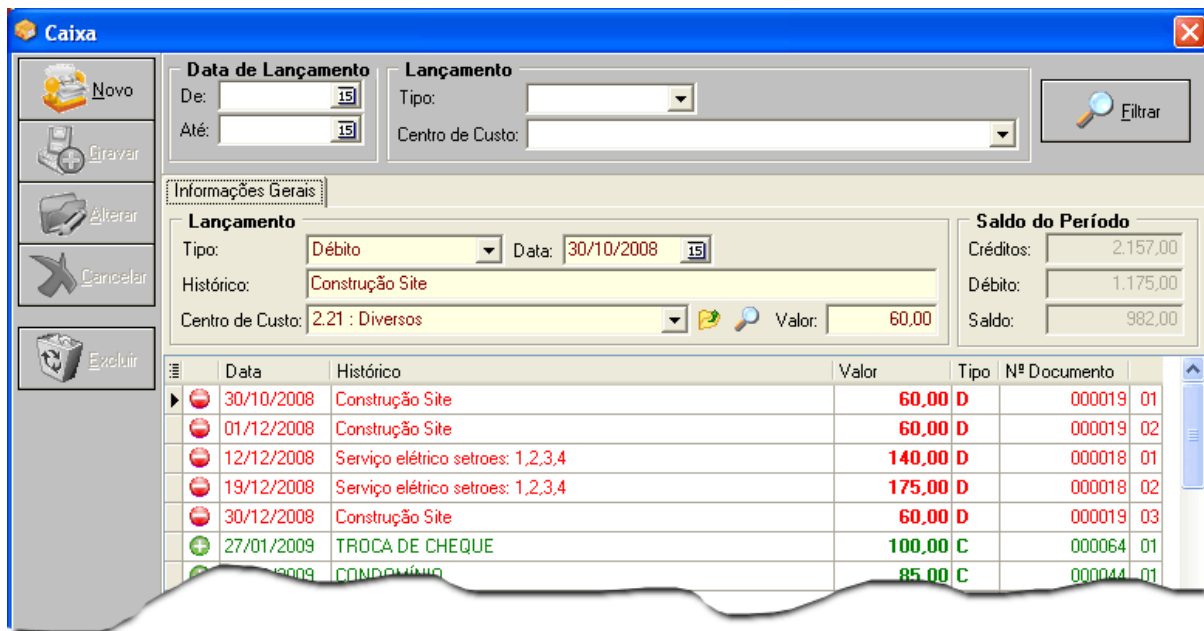 Caixa
Novo
Gravar
Alterar
Cancelar
Excluir
Data de Lançamento
De: 15
Até: 15
Lançamento
Tipo:
Centro de Custo:
Filtrar
Informações Gerais
Lançamento
Tipo: Débito Data: 30/10/2008 15
Histórico: Construção Site
Centro de Custo: 2.21 : Diversos Valor: 60,00
Saldo do Período
Créditos: 2.157,00
Débito: 1.175,00
Saldo: 982,00
Data Histórico Valor Tipo Nº Documento
30/10/2008 Construção Site 60,00 D 000019 01
01/12/2008 Construção Site 60,00 D 000019 02
12/12/2008 Serviço elétrico setroes: 1,2,3,4 140,00 D 000018 01
19/12/2008 Serviço elétrico setroes: 1,2,3,4 175,00 D 000018 02
30/12/2008 Construção Site 60,00 D 000019 03
27/01/2009 TROCA DE CHEQUE 100,00 C 000064 01
CONDOMÍNIO 85,00 C 000044 01